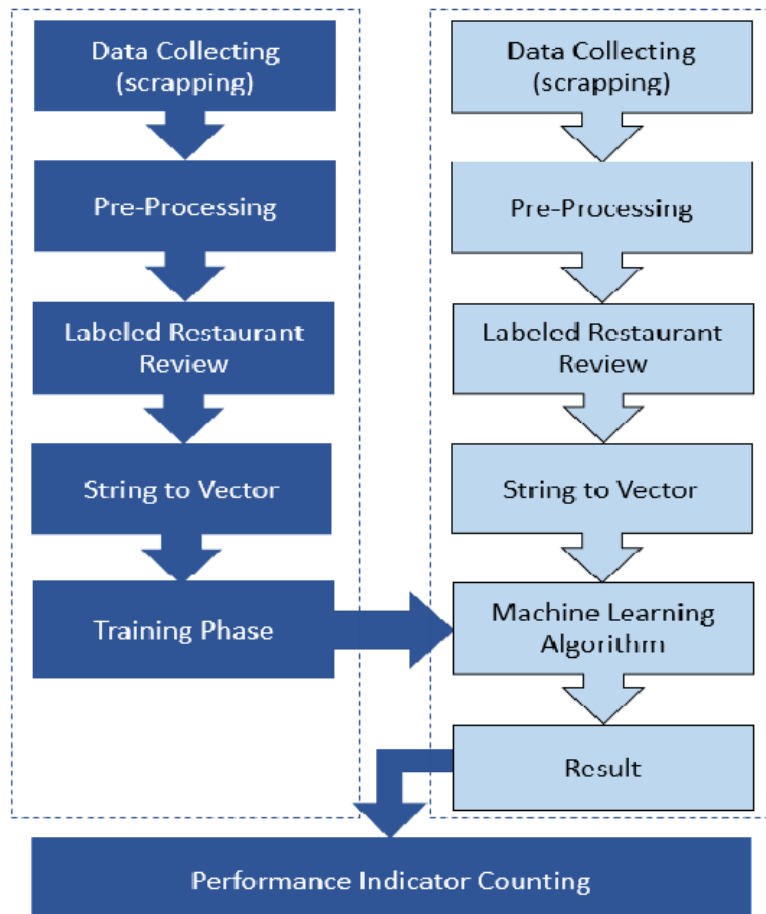 Data Collecting
(scrapping)
Pre-Processing
Labeled Restaurant
Review
String to Vector
Training Phase
Data Collecting
(scrapping)
Pre-Processing
Labeled Restaurant
Review
String to Vector
Machine Learning
Algorithm
Result
Performance Indicator Counting